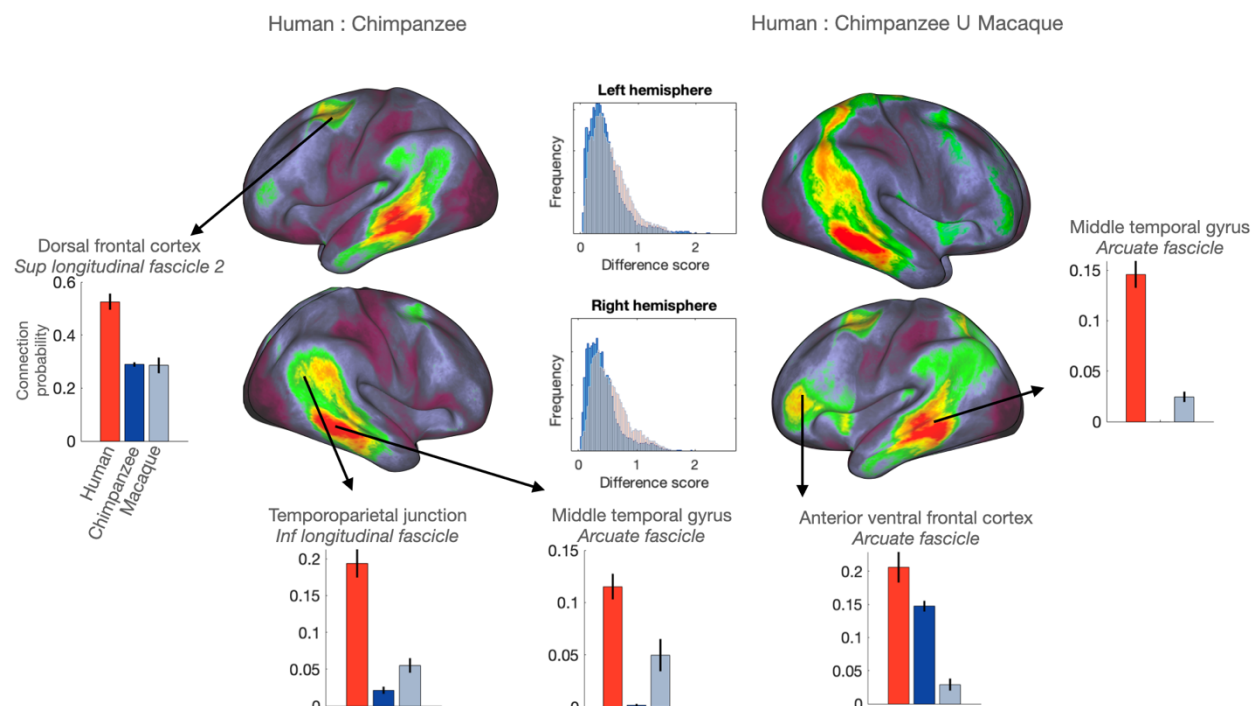 Human : Chimpanzee
Human : Chimpanzee U Macaque
Left hemisphere
Frequency
0
1
2
Difference score
Dorsal frontal cortex
Sup longitudinal fascicle 2
Connection
probability
0.6
0.4
0.2
0
Human
Chimpanzee
Macaque
Right hemisphere
Frequency
0
1
2
Difference score
Middle temporal gyrus
Arcuate fascicle
0.15
0.1
0.05
0
Temporoparietal junction
Inf longitudinal fascicle
0.2
0.15
0.1
0.05
0
Middle temporal gyrus
Arcuate fascicle
0.15
0.1
0.05
0
Anterior ventral frontal cortex
Arcuate fascicle
0.2
0.15
0.1
0.05
0